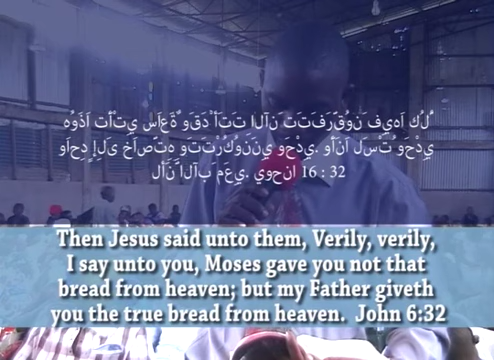 هُوَذَا تَأْتِي سَاعَةٌ وَقَدْ أَتَتِ الآنَ تَتَفَرَّقُونَ فِيهَا كُلُّ
وَاحِدٍ إِلَى خَاصَّتِهِ وَتَتْرُكُونَنِي وَحْدِي. وَأَنَا لَسْتُ وَحْدِي
لأَنَّ الآبَ مَعِي. يوحنا 16 : 32
Then Jesus said unto them, Verily, verily,
I say unto you, Moses gave you not that
bread from heaven; but my Father giveth
you the true bread from heaven. John 6:32